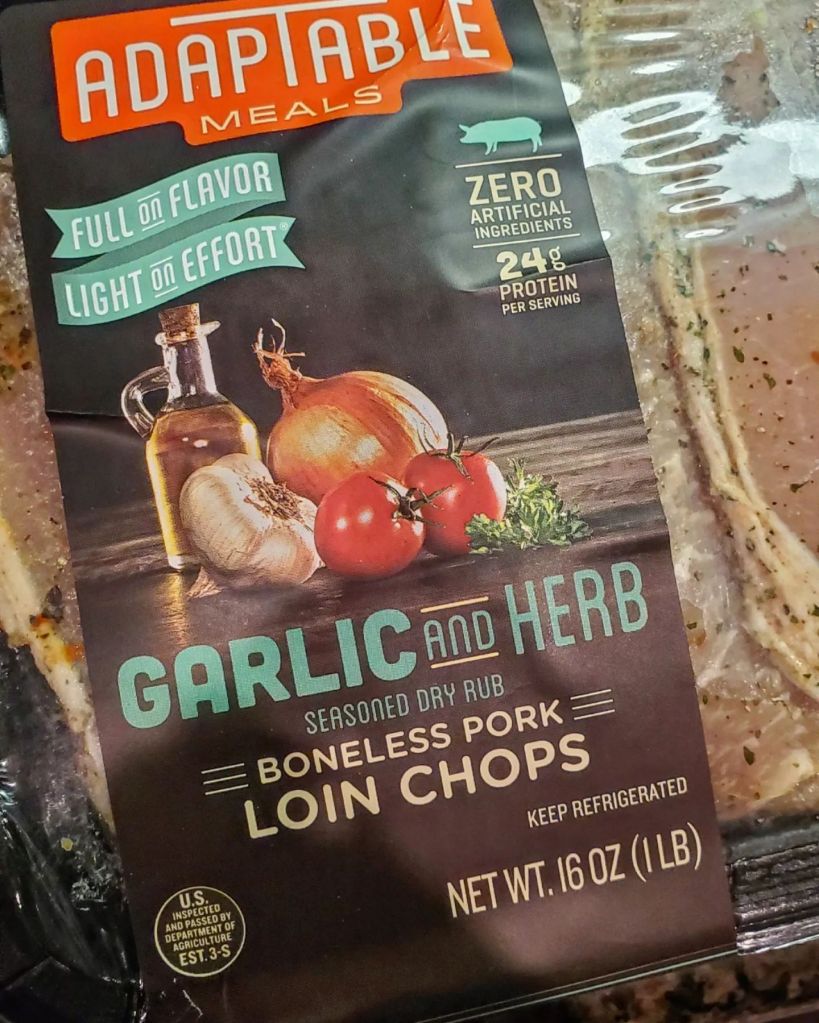 ADAPTABLE
MEALS
FULL on FLAVOR
LIGHT on EFFORT®
ZERO
ARTIFICIAL
INGREDIENTS
24g
PROTEIN
PER SERVING
GARLIC AND HERB
SEASONED DRY RUB
BONELESS PORK
LOIN CHOPS
KEEP REFRIGERATED
NET WT. 16 OZ (1 LB)
U.S.
INSPECTED
AND PASSED BY
DEPARTMENT OF
AGRICULTURE
EST. 3-S